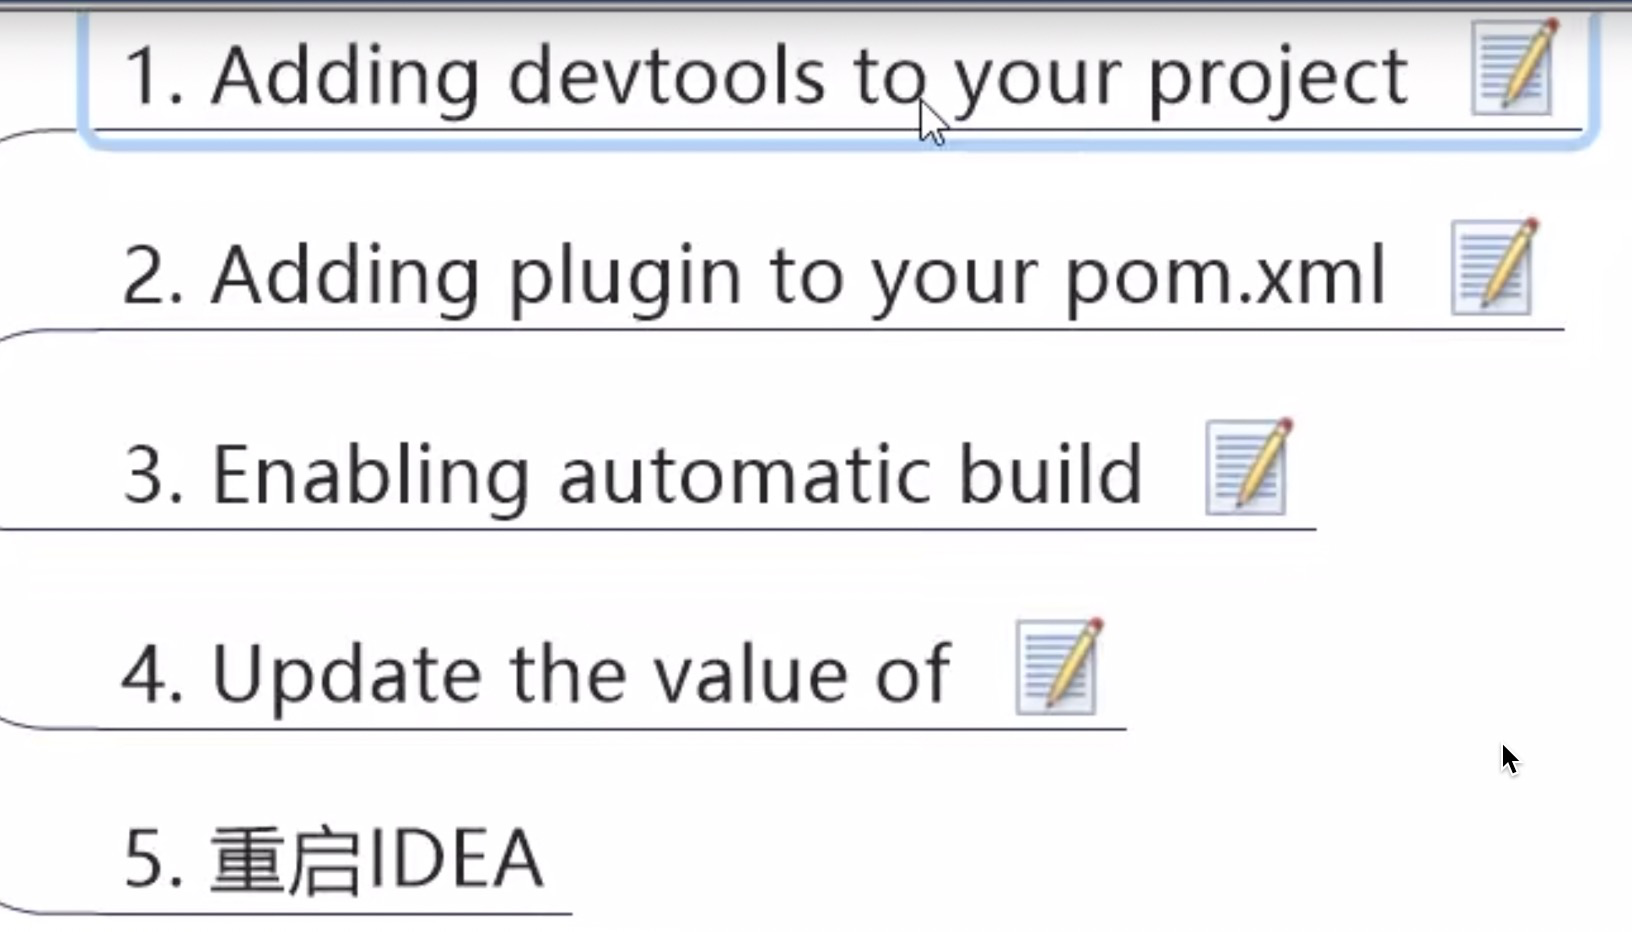 1. Adding devtools to your project
2. Adding plugin to your pom.xml
3. Enabling automatic build
4. Update the value of
5. 重启IDEA